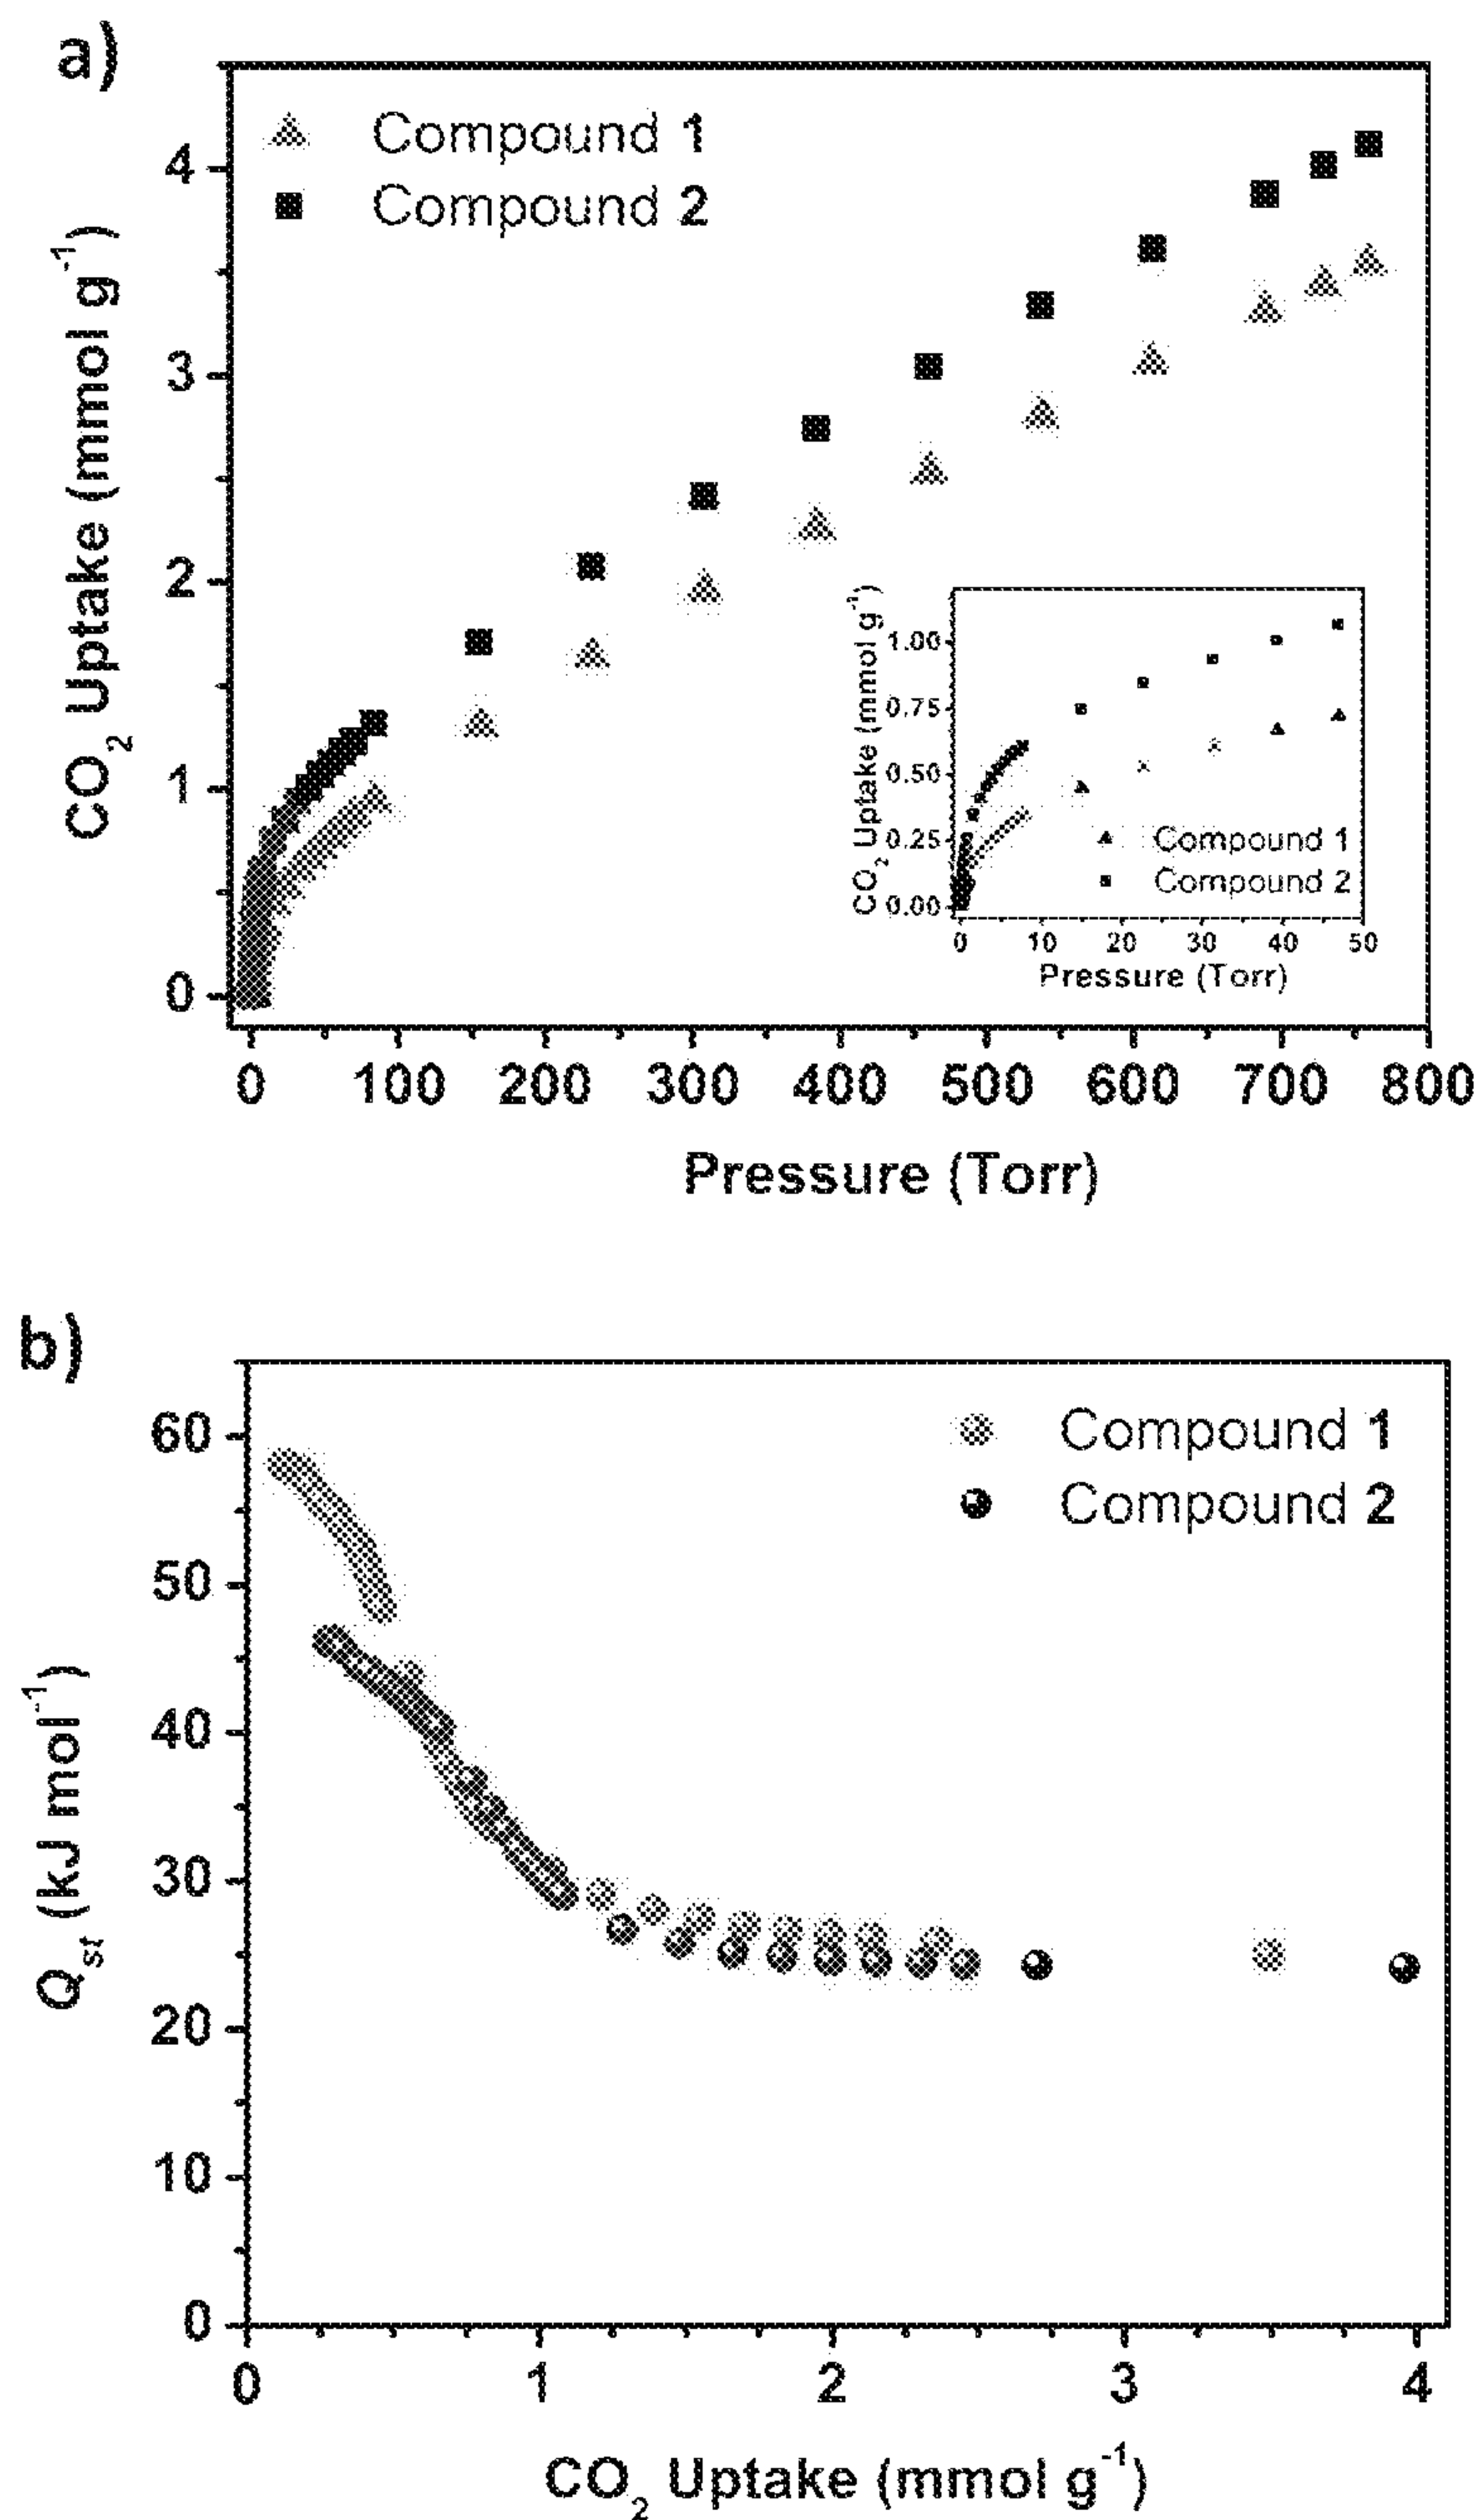 a)
Compound 1
Compound 2
CO2 Uptake (mmol g-1)
4
3
2
1
0
0 100 200 300 400 500 600 700 800
Pressure (Torr)
CO2 Uptake (mmol g-1)
1.00
0.75
0.50
0.25
0.00
Compound 1
Compound 2
0 10 20 30 40 50
Pressure (Torr)
b)
Compound 1
Compound 2
Qst (kJ mol-1)
60
50
40
30
20
10
0
0 1 2 3 4
CO2 Uptake (mmol g-1)